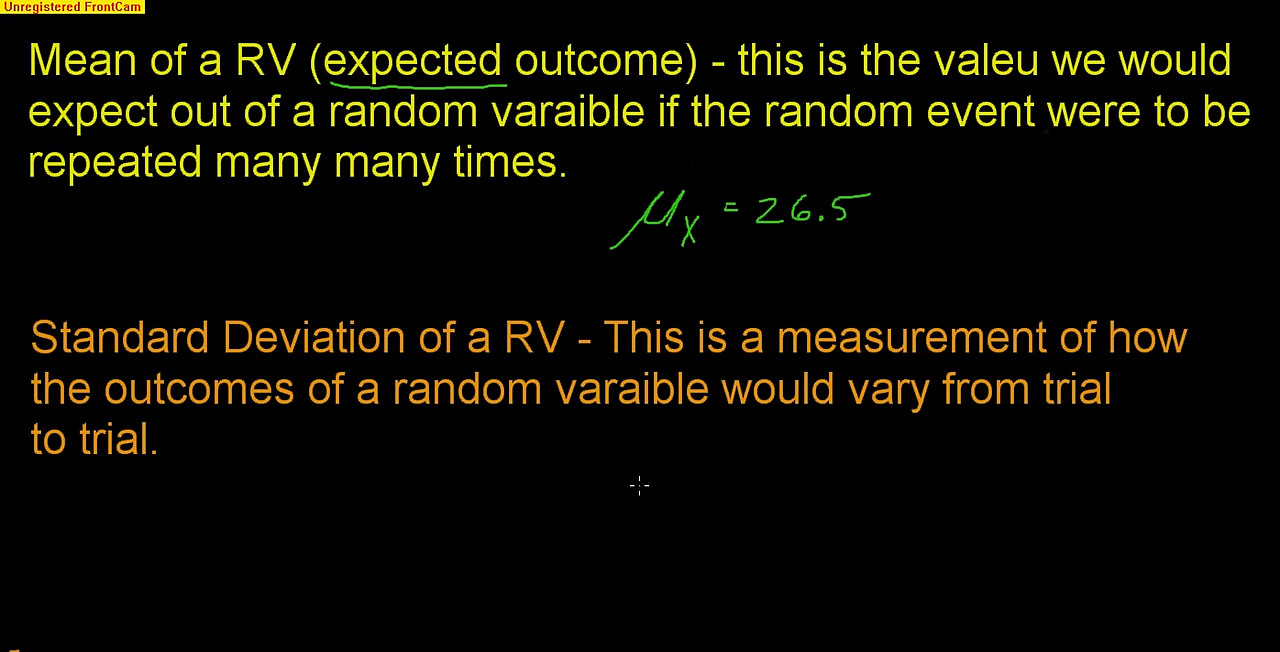 Unregistered FrontCam
Mean of a RV (expected outcome) - this is the valeu we would
expect out of a random varaible if the random event were to be
repeated many many times.
μx = 26.5
Standard Deviation of a RV - This is a measurement of how
the outcomes of a random varaible would vary from trial
to trial.